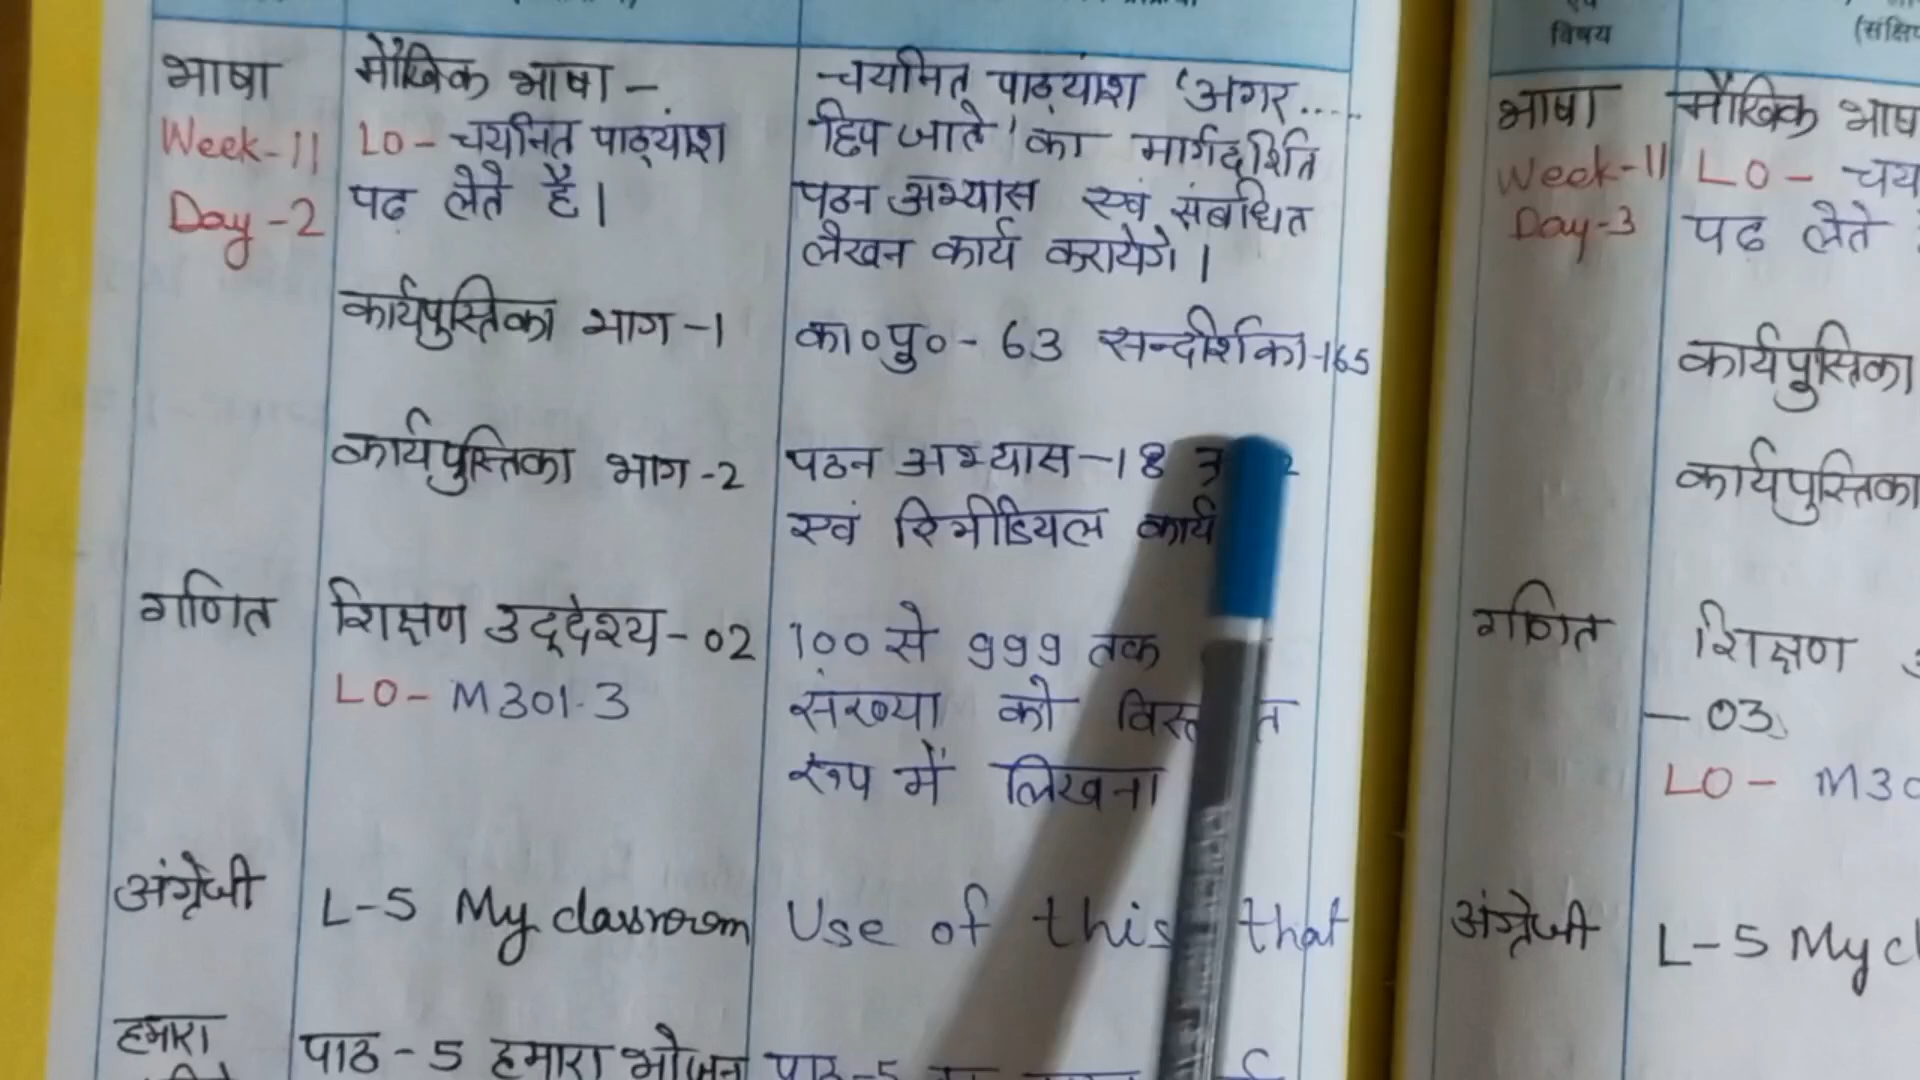 भाषा
Week-11
Day-2
मौखिक भाषा -
LO- चयनित पाठ्यांश
पढ़ लेते है।
चयनित पाठ्यांश 'अगर.....
छिप जाते' का मार्गदर्शित
पठन अभ्यास एवं संबंधित
लेखन कार्य करायेगे।
कार्यपुस्तिका भाग-1
का०पु०- 63 सन्दर्शिका-165
कार्यपुस्तिका भाग-2
पठन अभ्यास-18
एवं रिमीडियल कार्य
गणित
शिक्षण उद्देश्य-02
LO- M301.3
100 से 999 तक
संख्या को
रूप में लिखना
अंग्रेजी
L-5 My classroom
Use of this that
हमारा
पाठ-5 हमारा भोजन
पाठ-5
विषय
भाषा
Week-11
Day-3
मौखिक
LO-
पढ़ लेते
कार्यपुस्तिका
कार्यपुस्तिका
गणित
शिक्षण
- 03
LO-
अंग्रेजी
L-5 My